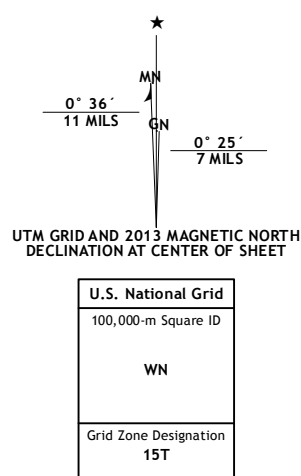 MN
0° 36´
11 MILS
GN
0° 25´
7 MILS
UTM GRID AND 2013 MAGNETIC NORTH
DECLINATION AT CENTER OF SHEET
U.S. National Grid
100,000-m Square ID
WN
Grid Zone Designation
15T